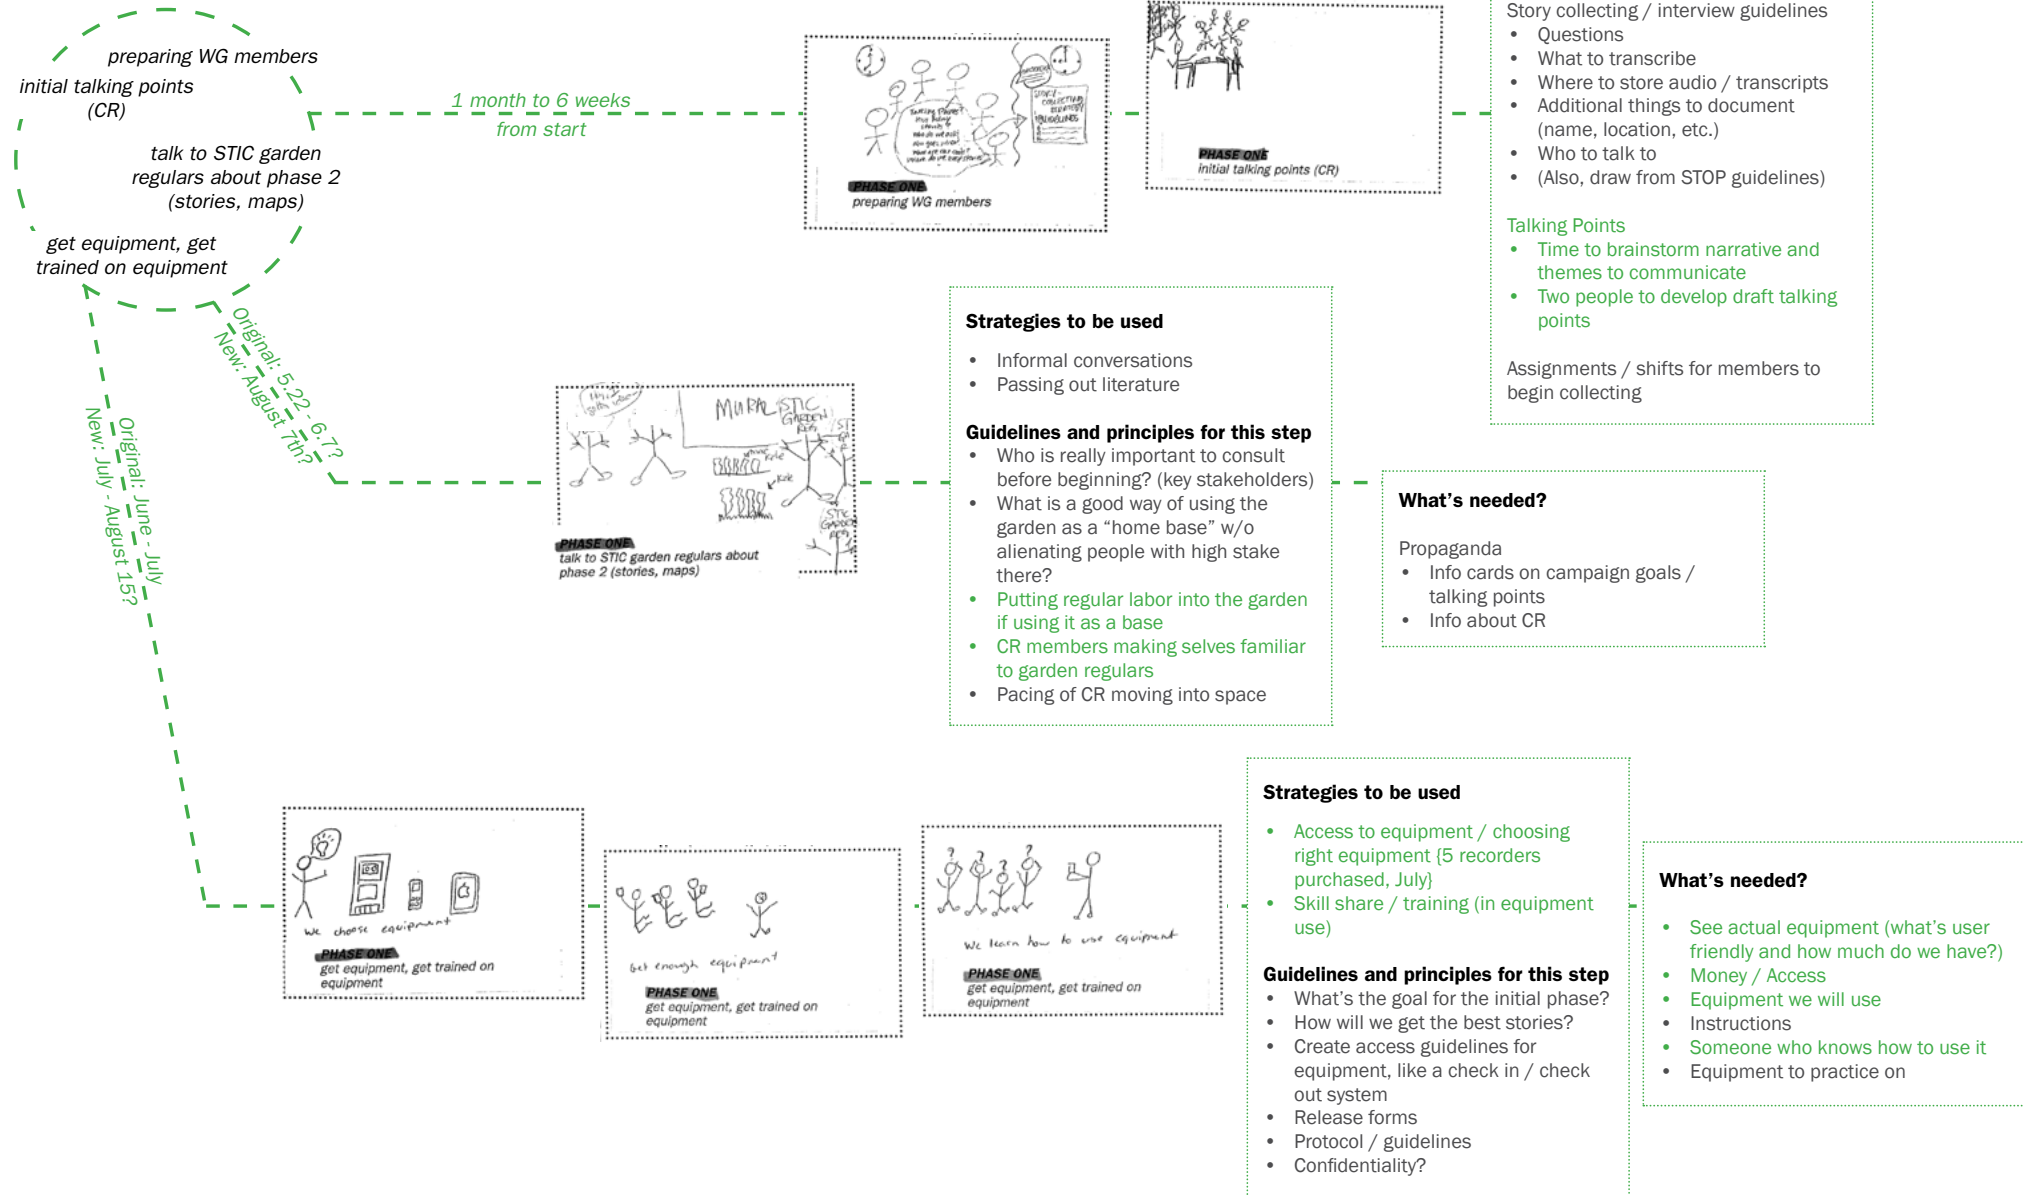 preparing WG members
initial talking points
(CR)
talk to STIC garden
regulars about phase 2
(stories, maps)
get equipment, get
trained on equipment
1 month to 6 weeks
from start
STORY-
COLLECTING
GUIDELINES
PHASE ONE
preparing WG members
PHASE ONE
initial talking points (CR)
Story collecting / interview guidelines
• Questions
• What to transcribe
• Where to store audio / transcripts
• Additional things to document
(name, location, etc.)
• Who to talk to
• (Also, draw from STOP guidelines)
Talking Points
• Time to brainstorm narrative and
themes to communicate
• Two people to develop draft talking
points
Assignments / shifts for members to
begin collecting
Original: 5.22 - 6.7?
New: August 7th?
MURAL
STIC
GARDEN
REG
Kale
Kale
STIC
GARDEN
REG
PHASE ONE
talk to STIC garden regulars about
phase 2 (stories, maps)
Strategies to be used
• Informal conversations
• Passing out literature
Guidelines and principles for this step
• Who is really important to consult
before beginning? (key stakeholders)
• What is a good way of using the
garden as a “home base” w/o
alienating people with high stake
there?
• Putting regular labor into the garden
if using it as a base
• CR members making selves familiar
to garden regulars
• Pacing of CR moving into space
What’s needed?
Propaganda
• Info cards on campaign goals /
talking points
• Info about CR
Original: June - July
New: July - August 15?
We choose equipment
PHASE ONE
get equipment, get trained on
equipment
Get enough equipment
PHASE ONE
get equipment, get trained on
equipment
? ? ? ?
We learn how to use equipment
PHASE ONE
get equipment, get trained on
equipment
Strategies to be used
• Access to equipment / choosing
right equipment {5 recorders
purchased, July}
• Skill share / training (in equipment
use)
Guidelines and principles for this step
• What’s the goal for the initial phase?
• How will we get the best stories?
• Create access guidelines for
equipment, like a check in / check
out system
• Release forms
• Protocol / guidelines
• Confidentiality?
What’s needed?
• See actual equipment (what’s user
friendly and how much do we have?)
• Money / Access
• Equipment we will use
• Instructions
• Someone who knows how to use it
• Equipment to practice on